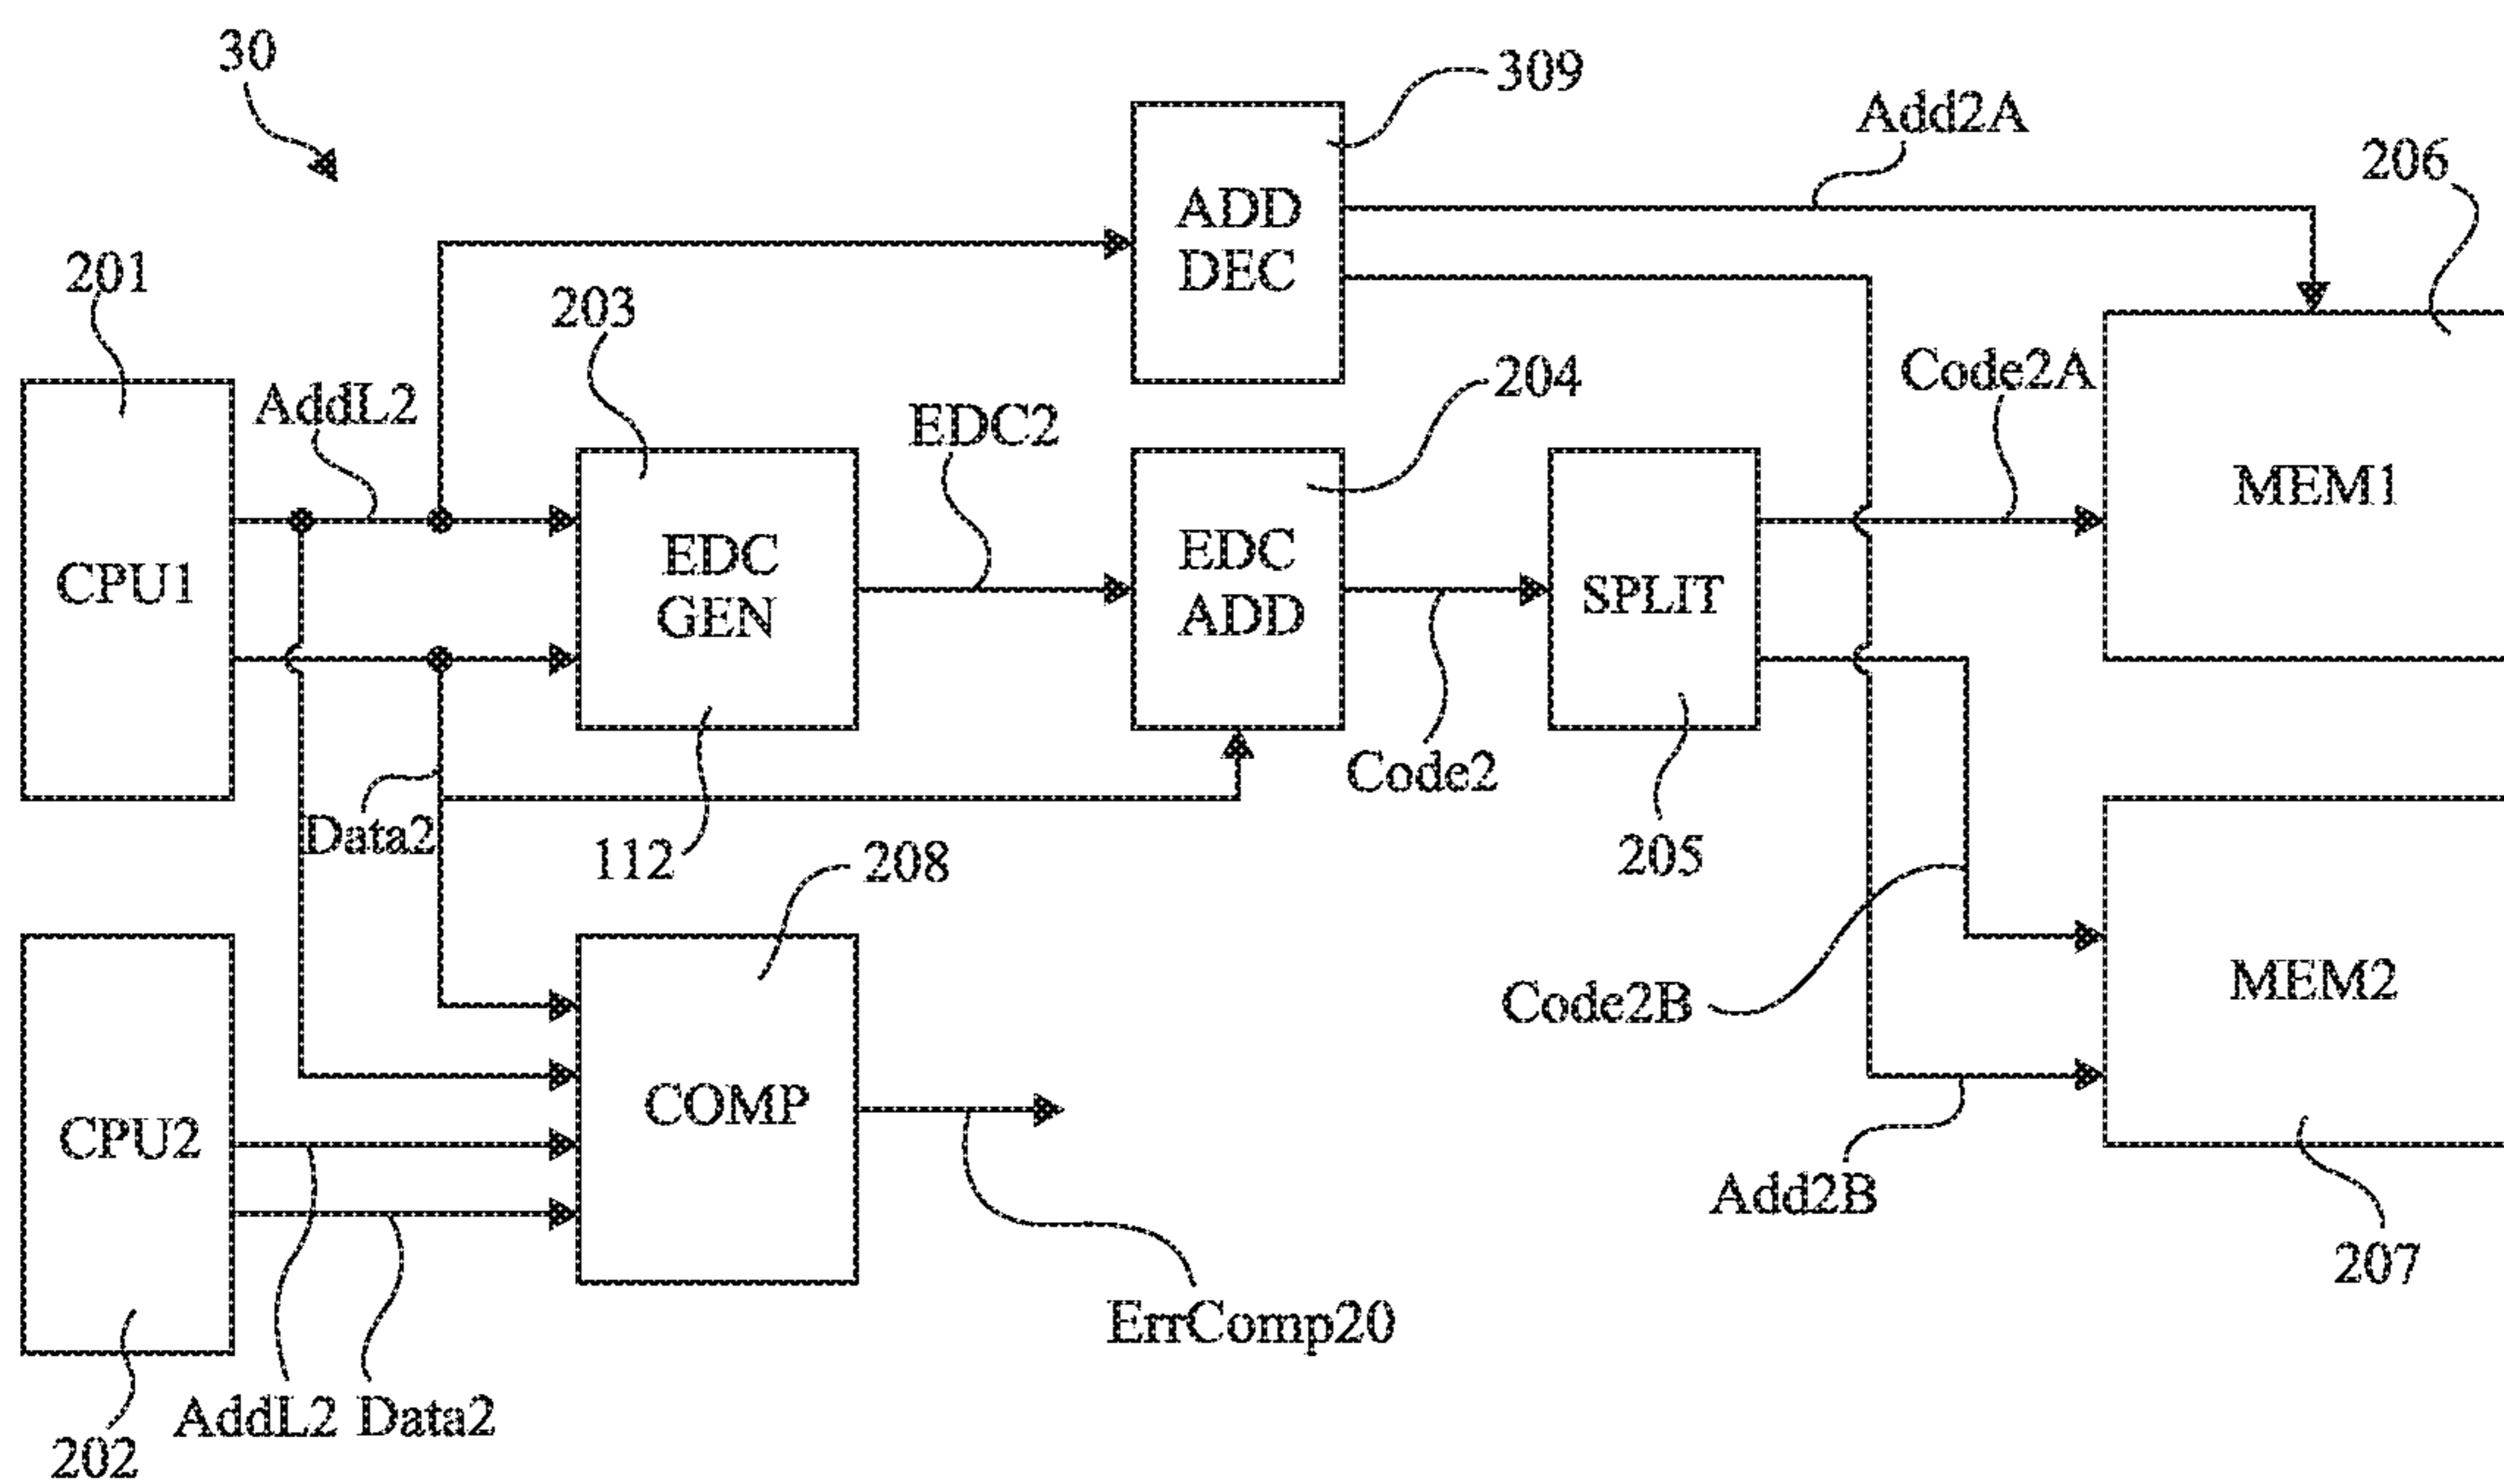 30
309
Add2A
206
201
203
ADD
DEC
AddL2
EDC2
204
Code2A
CPU1
EDC
GEN
EDC
ADD
SPLIT
MEM1
Data2
112
208
Code2
205
CPU2
COMP
Code2B
MEM2
Add2B
207
ErrComp20
AddL2 Data2
202